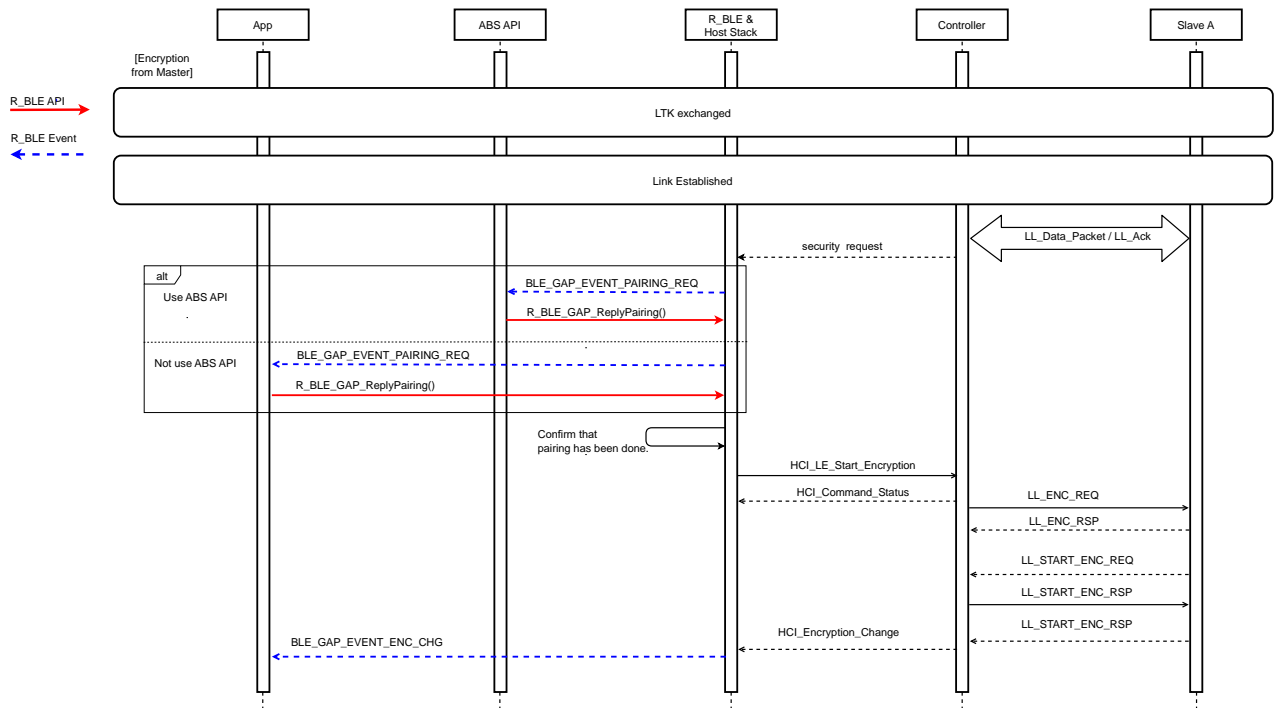 App
ABS API
R_BLE &
Host Stack
Controller
Slave A
[Encryption
from Master]
R_BLE API
LTK exchanged
R_BLE Event
Link Established
LL_Data_Packet / LL_Ack
security request
alt
BLE_GAP_EVENT_PAIRING_REQ
Use ABS API
.
R_BLE_GAP_ReplyPairing()
.
BLE_GAP_EVENT_PAIRING_REQ
Not use ABS API
R_BLE_GAP_ReplyPairing()
Confirm that
pairing has been done.
.
HCI_LE_Start_Encryption
HCI_Command_Status
LL_ENC_REQ
LL_ENC_RSP
LL_START_ENC_REQ
LL_START_ENC_RSP
LL_START_ENC_RSP
HCI_Encryption_Change
BLE_GAP_EVENT_ENC_CHG